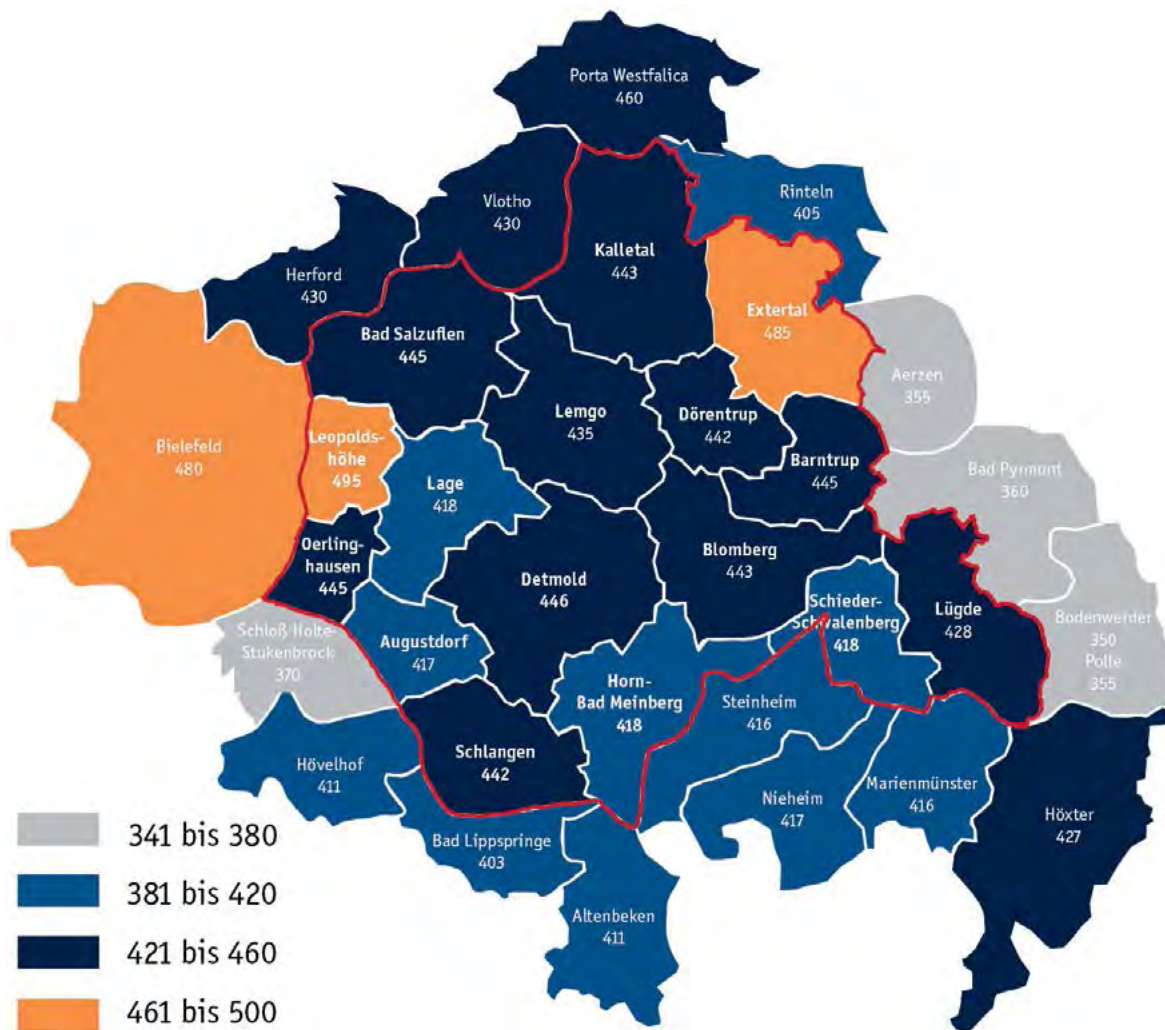 Porta Westfalica
460
Vlotho
430
Rinteln
405
Herford
430
Kalletal
443
Extertal
485
Bad Salzuflen
445
Aerzen
355
Lemgo
435
Dörentrup
442
Bielefeld
480
Leopolds-
höhe
495
Barntrup
445
Bad Pyrmont
360
Lage
418
Oerling-
hausen
445
Detmold
446
Blomberg
443
Schieder-
Schwalenberg
418
Lügde
428
Bodenwerder
350
Polle
355
Schloß Holte-
Stukenbrock
370
Augustdorf
417
Horn-
Bad Meinberg
418
Steinheim
416
Schlangen
442
Hövelhof
411
Marienmünster
416
Nieheim
417
Höxter
427
Bad Lippspringe
403
Altenbeken
411
341 bis 380
381 bis 420
421 bis 460
461 bis 500